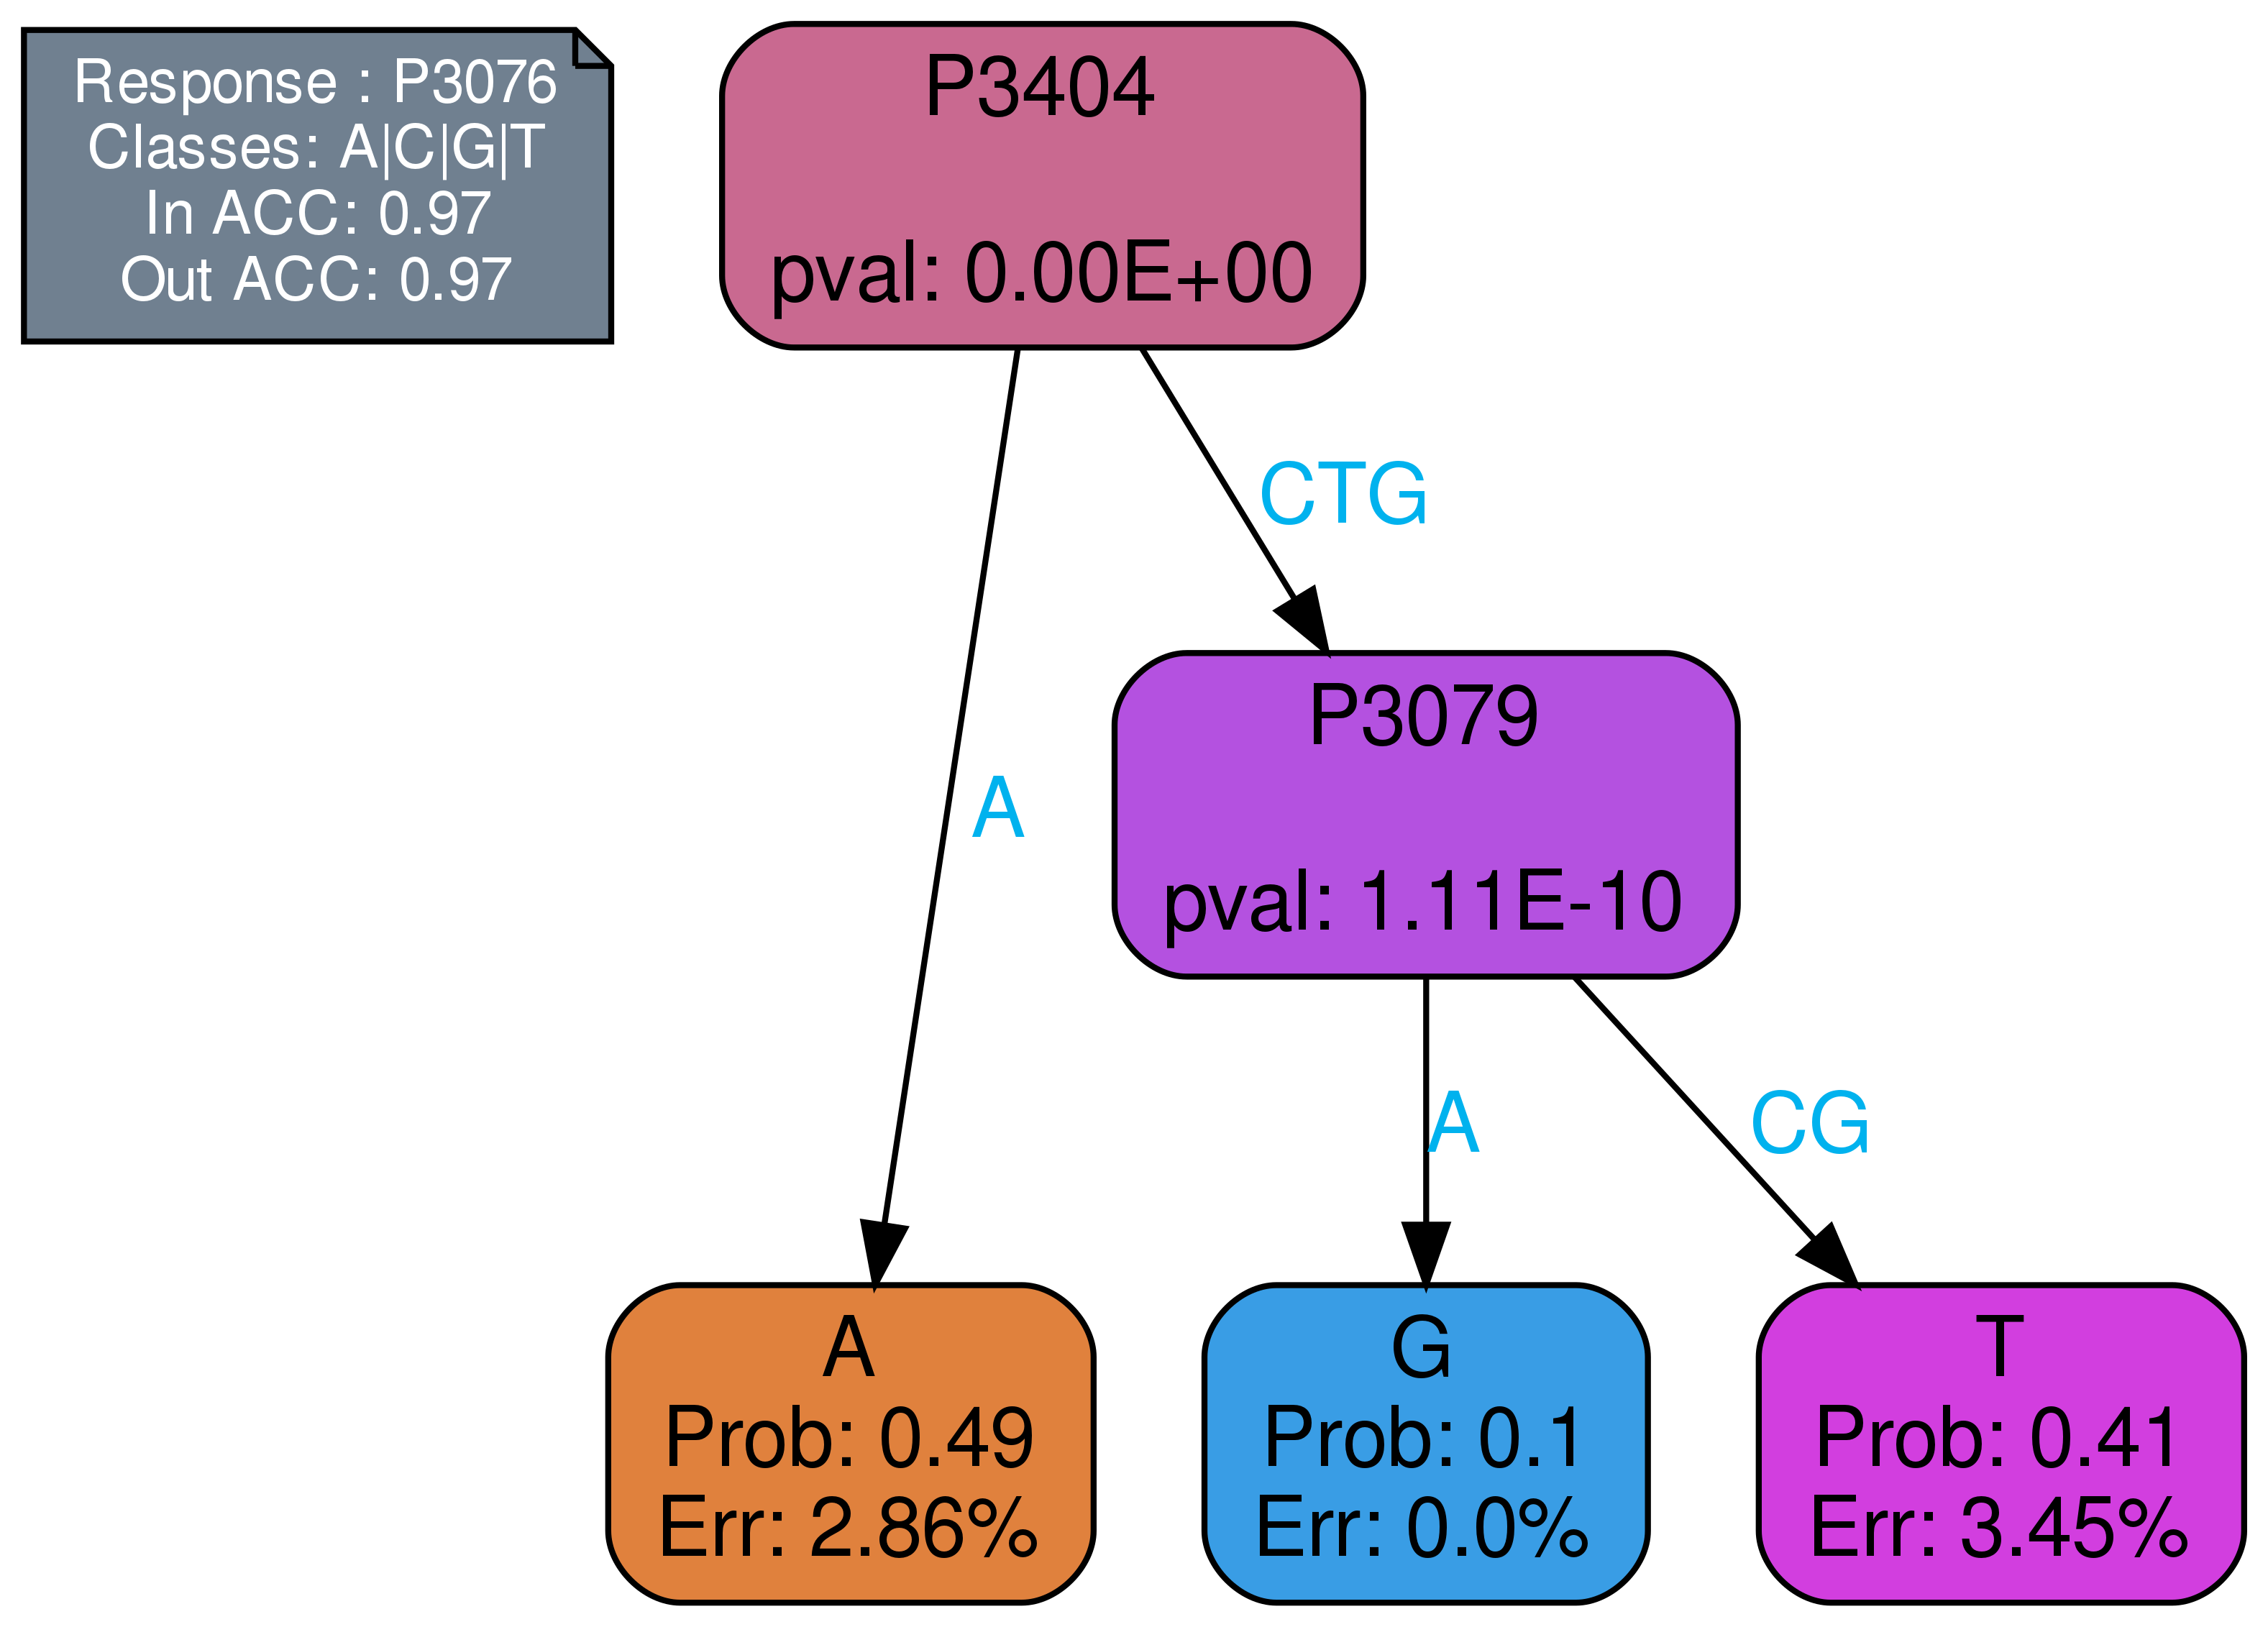 Response : P3076
Classes: A|C|G|T
In ACC: 0.97
Out ACC: 0.97
P3404
pval: 0.00E+00
CTG
A
P3079
pval: 1.11E-10
A
CG
A
Prob: 0.49
Err: 2.86%
G
Prob: 0.1
Err: 0.0%
T
Prob: 0.41
Err: 3.45%